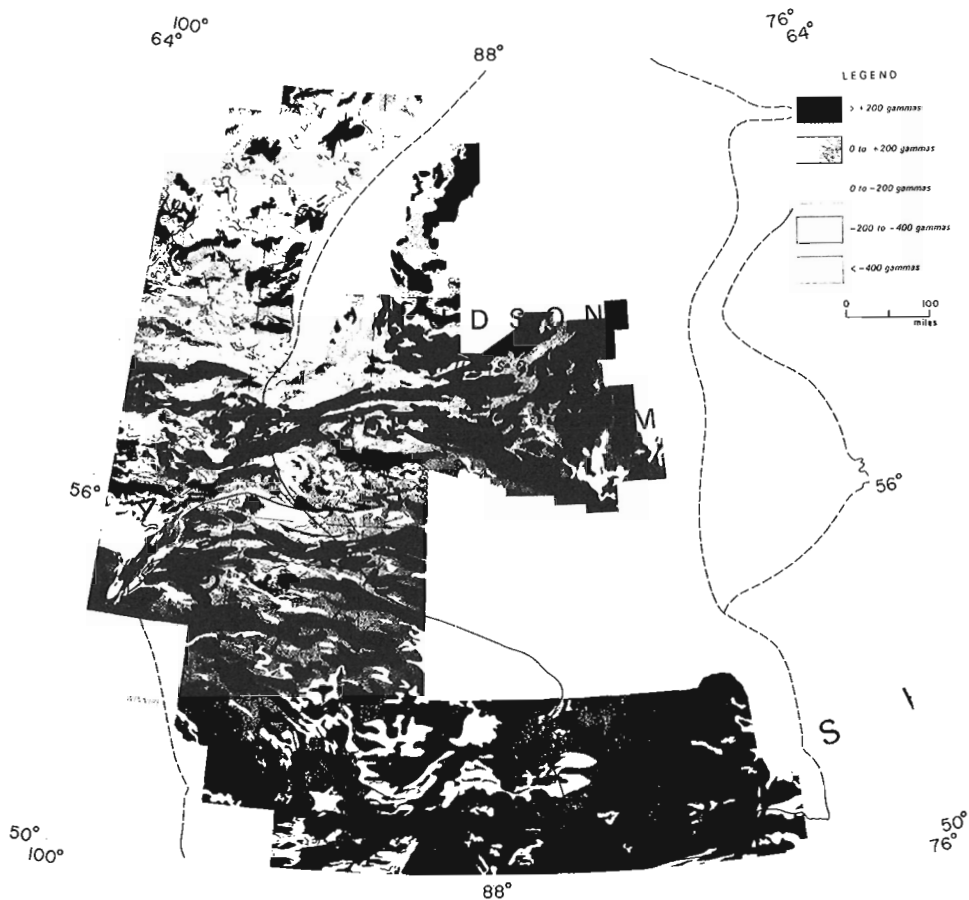 100°
64°
88°
76°
64°
LEGEND
> +200 gammas
0 to +200 gammas
0 to -200 gammas
-200 to -400 gammas
< -400 gammas
0 100
miles
D S O N
M
56°
A
56°
S I
50°
100°
88°
50°
76°